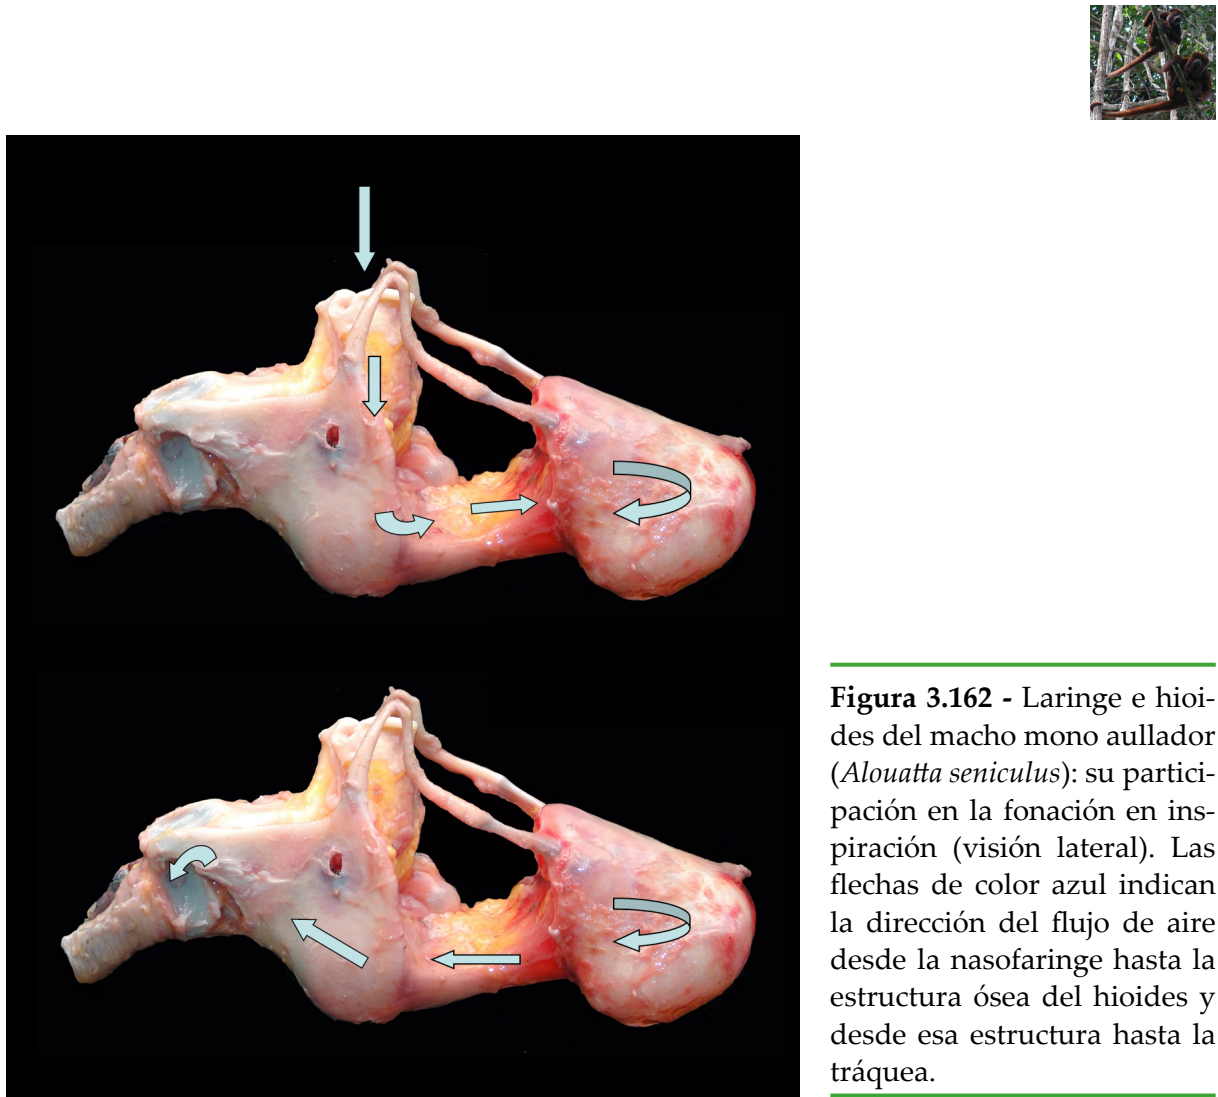 Figura 3.162 - Laringe e hioi-
des del macho mono aullador
(Alouatta seniculus): su partici-
pación en la fonación en ins-
piración (visión lateral). Las
flechas de color azul indican
la dirección del flujo de aire
desde la nasofaringe hasta la
estructura ósea del hioides y
desde esa estructura hasta la
tráquea.